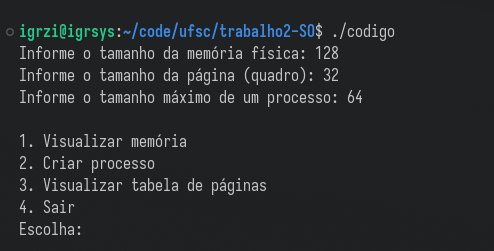 igrzi@igrsys:~/code/ufsc/trabalho2-SO$ ./codigo
Informe o tamanho da memória física: 128
Informe o tamanho da página (quadro): 32
Informe o tamanho máximo de um processo: 64
1. Visualizar memória
2. Criar processo
3. Visualizar tabela de páginas
4. Sair
Escolha: